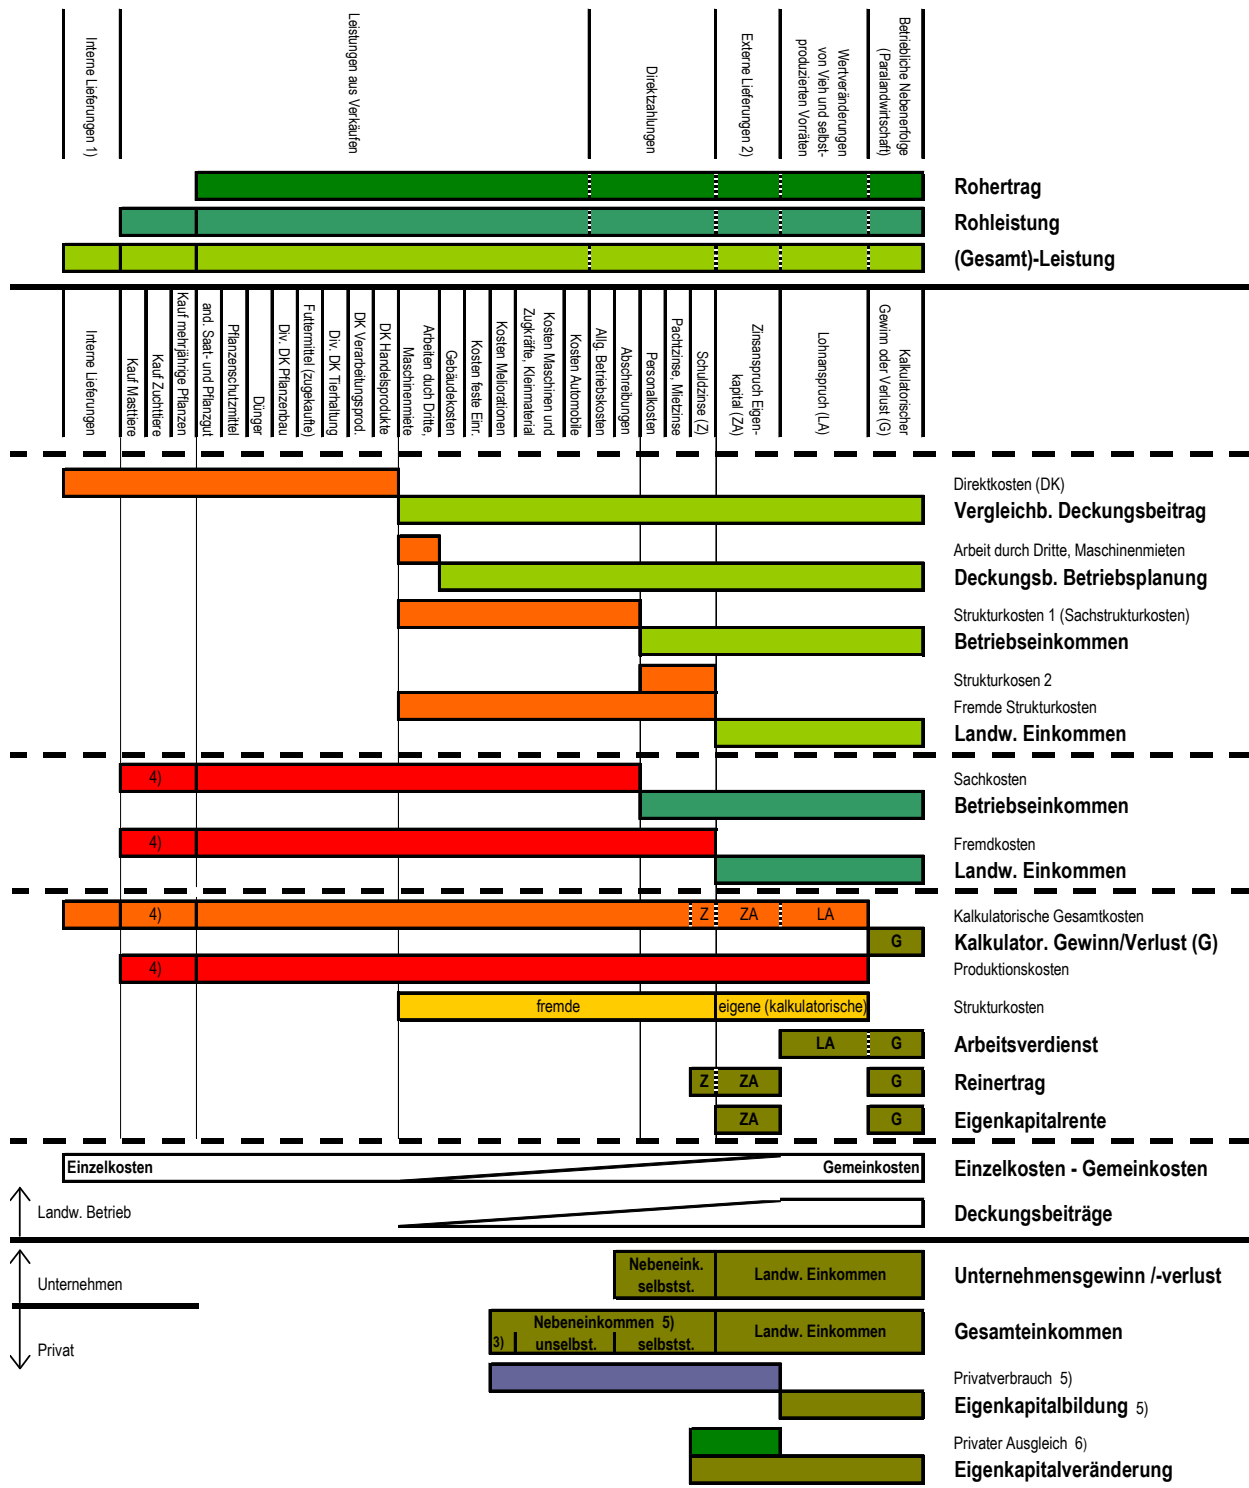 Interne Lieferungen 1)
Leistungen aus Verkäufen
Direktzahlungen
Externe Lieferungen 2)
Wertveränderungen
von Vieh und selbst-
produzierten Vorräten
Betriebliche Nebenerfolge
(Paralandwirtschaft)
Rohertrag
Rohleistung
(Gesamt)-Leistung
Interne Lieferungen
Kauf Masttiere
Kauf Zuchttiere
Kauf mehrjährige Pflanzen
and. Saat- und Pflanzgut
Pflanzenschutzmittel
Dünger
Div. DK Pflanzenbau
Futtermittel (zugekaufte)
Div. DK Tierhaltung
DK Verarbeitungsprod.
DK Handelsprodukte
Arbeiten duch Dritte,
Maschinenmiete
Gebäudekosten
Kosten feste Einr.
Kosten Meliorationen
Kosten Maschinen und
Zugkräfte, Kleinmaterial
Kosten Automobile
Allg. Betriebskosten
Abschreibungen
Personalkosten
Pachtzinse, Mietzinse
Schuldzinse (Z)
Zinsanspruch Eigen-
kapital (ZA)
Lohnanspruch (LA)
Kalkulatorischer
Gewinn oder Verlust (G)
Direktkosten (DK)
Vergleichb. Deckungsbeitrag
Arbeit durch Dritte, Maschinenmieten
Deckungsb. Betriebsplanung
Strukturkosten 1 (Sachstrukturkosten)
Betriebseinkommen
Strukturkosen 2
Fremde Strukturkosten
Landw. Einkommen
4) Sachkosten
Betriebseinkommen
4) Fremdkosten
Landw. Einkommen
4) Z ZA LA Kalkulatorische Gesamtkosten
G Kalkulator. Gewinn/Verlust (G)
4) Produktionskosten
fremde eigene (kalkulatorische) Strukturkosten
LA G Arbeitsverdienst
Z ZA G Reinertrag
ZA G Eigenkapitalrente
Einzelkosten Gemeinkosten Einzelkosten - Gemeinkosten
Landw. Betrieb Deckungsbeiträge
Unternehmen
Nebeneink.
selbstst.
Landw. Einkommen Unternehmensgewinn /-verlust
Privat
Nebeneinkommen 5)
3) unselbst. selbstst.
Landw. Einkommen Gesamteinkommen
Privatverbrauch 5)
Eigenkapitalbildung 5)
Privater Ausgleich 6)
Eigenkapitalveränderung